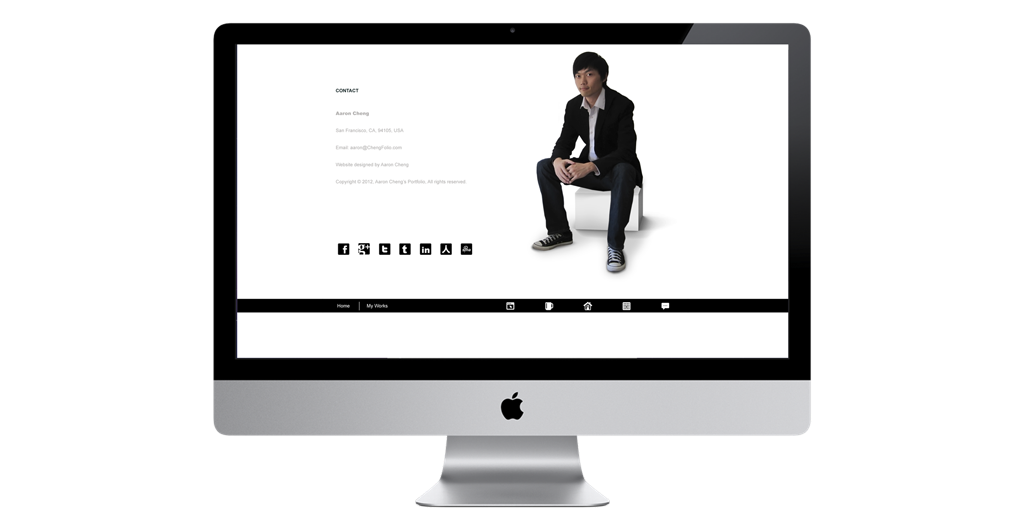 CONTACT
Aaron Cheng
San Francisco, CA. 94105, USA
Email: aaron@ChengFolio.com
Website designed by Aaron Cheng
Copyright © 2012, Aaron Cheng's Portfolio. All rights reserved.
Home
My Works